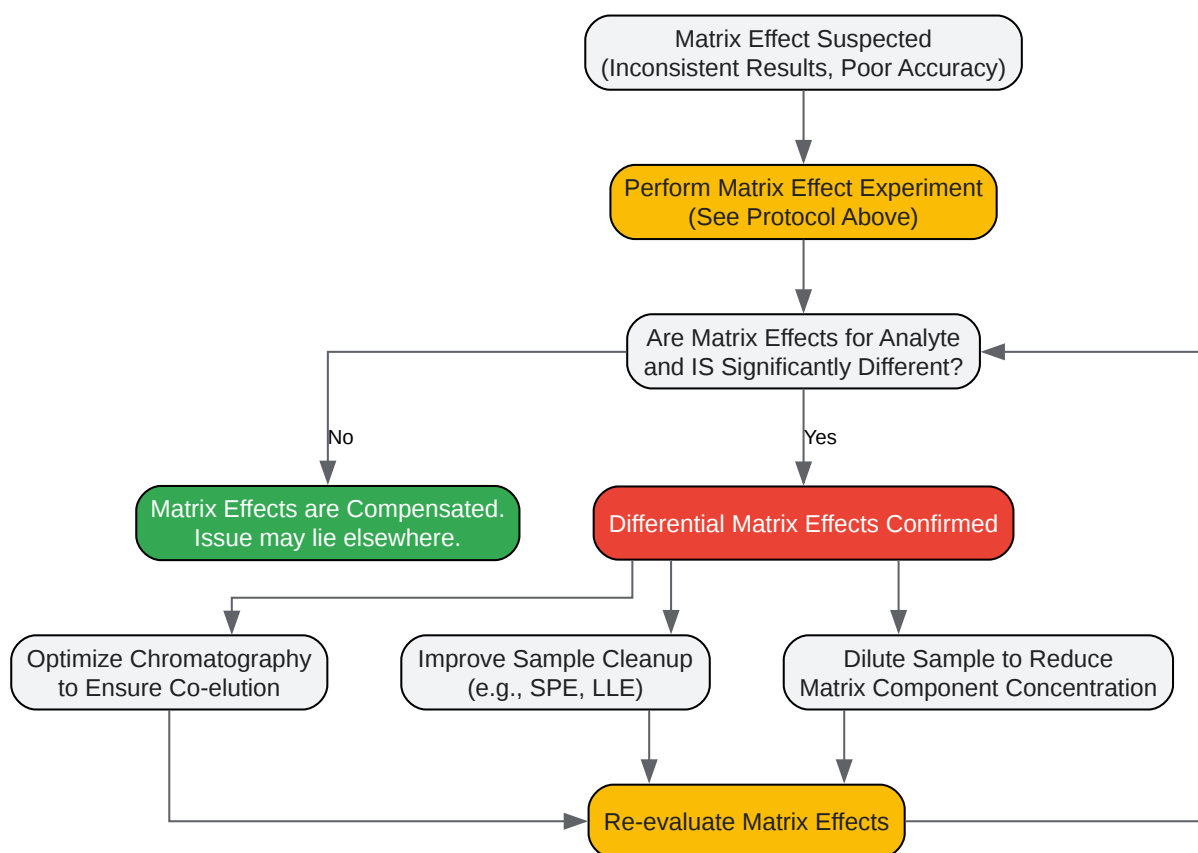 Matrix Effect Suspected
(Inconsistent Results, Poor Accuracy)
Perform Matrix Effect Experiment
(See Protocol Above)
Are Matrix Effects for Analyte
and IS Significantly Different?
No
Yes
Matrix Effects are Compensated.
Issue may lie elsewhere.
Differential Matrix Effects Confirmed
Optimize Chromatography
to Ensure Co-elution
Improve Sample Cleanup
(e.g., SPE, LLE)
Dilute Sample to Reduce
Matrix Component Concentration
Re-evaluate Matrix Effects